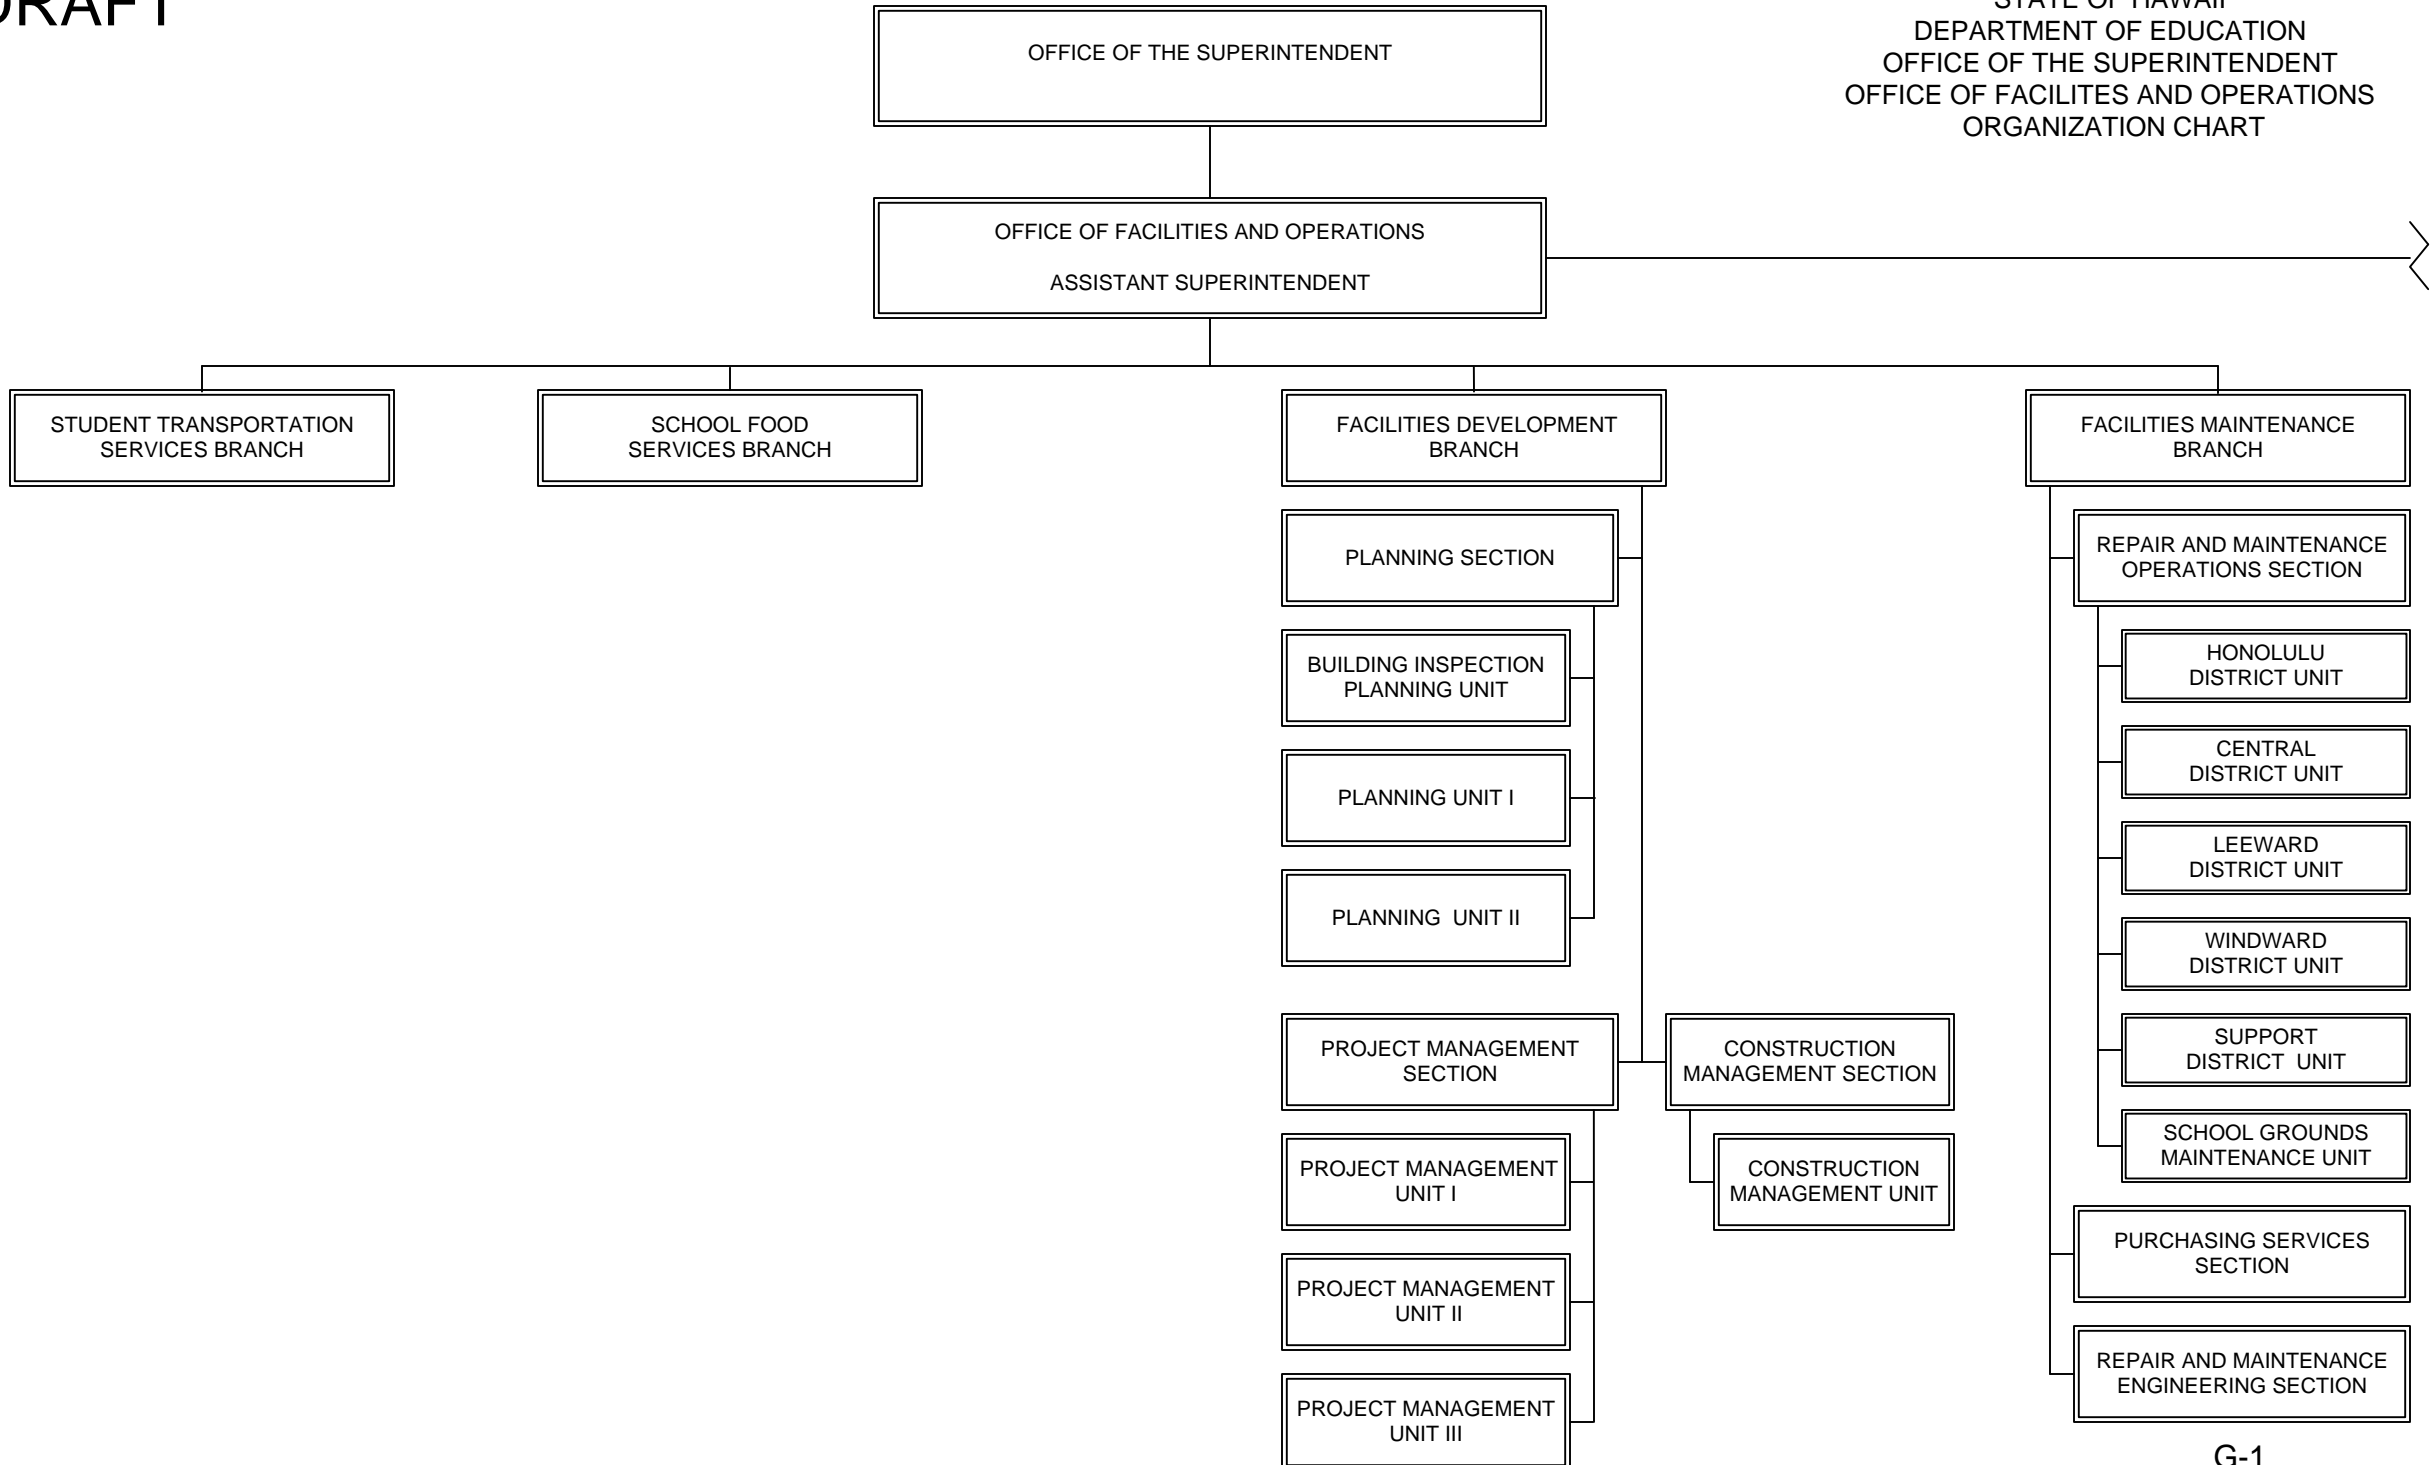 DRAFT
STATE OF HAWAII
DEPARTMENT OF EDUCATION
OFFICE OF THE SUPERINTENDENT
OFFICE OF FACILITES AND OPERATIONS
ORGANIZATION CHART
OFFICE OF THE SUPERINTENDENT
OFFICE OF FACILITIES AND OPERATIONS
ASSISTANT SUPERINTENDENT
STUDENT TRANSPORTATION
SERVICES BRANCH
SCHOOL FOOD
SERVICES BRANCH
FACILITIES DEVELOPMENT
BRANCH
FACILITIES MAINTENANCE
BRANCH
PLANNING SECTION
BUILDING INSPECTION
PLANNING UNIT
PLANNING UNIT I
PLANNING  UNIT II
PROJECT MANAGEMENT
SECTION
PROJECT MANAGEMENT
UNIT I
PROJECT MANAGEMENT
UNIT II
PROJECT MANAGEMENT
UNIT III
CONSTRUCTION
MANAGEMENT SECTION
CONSTRUCTION
MANAGEMENT UNIT
REPAIR AND MAINTENANCE
OPERATIONS SECTION
HONOLULU
DISTRICT UNIT
CENTRAL
DISTRICT UNIT
LEEWARD
DISTRICT UNIT
WINDWARD
DISTRICT UNIT
SUPPORT
DISTRICT  UNIT
SCHOOL GROUNDS
MAINTENANCE UNIT
PURCHASING SERVICES
SECTION
REPAIR AND MAINTENANCE
ENGINEERING SECTION
G-1